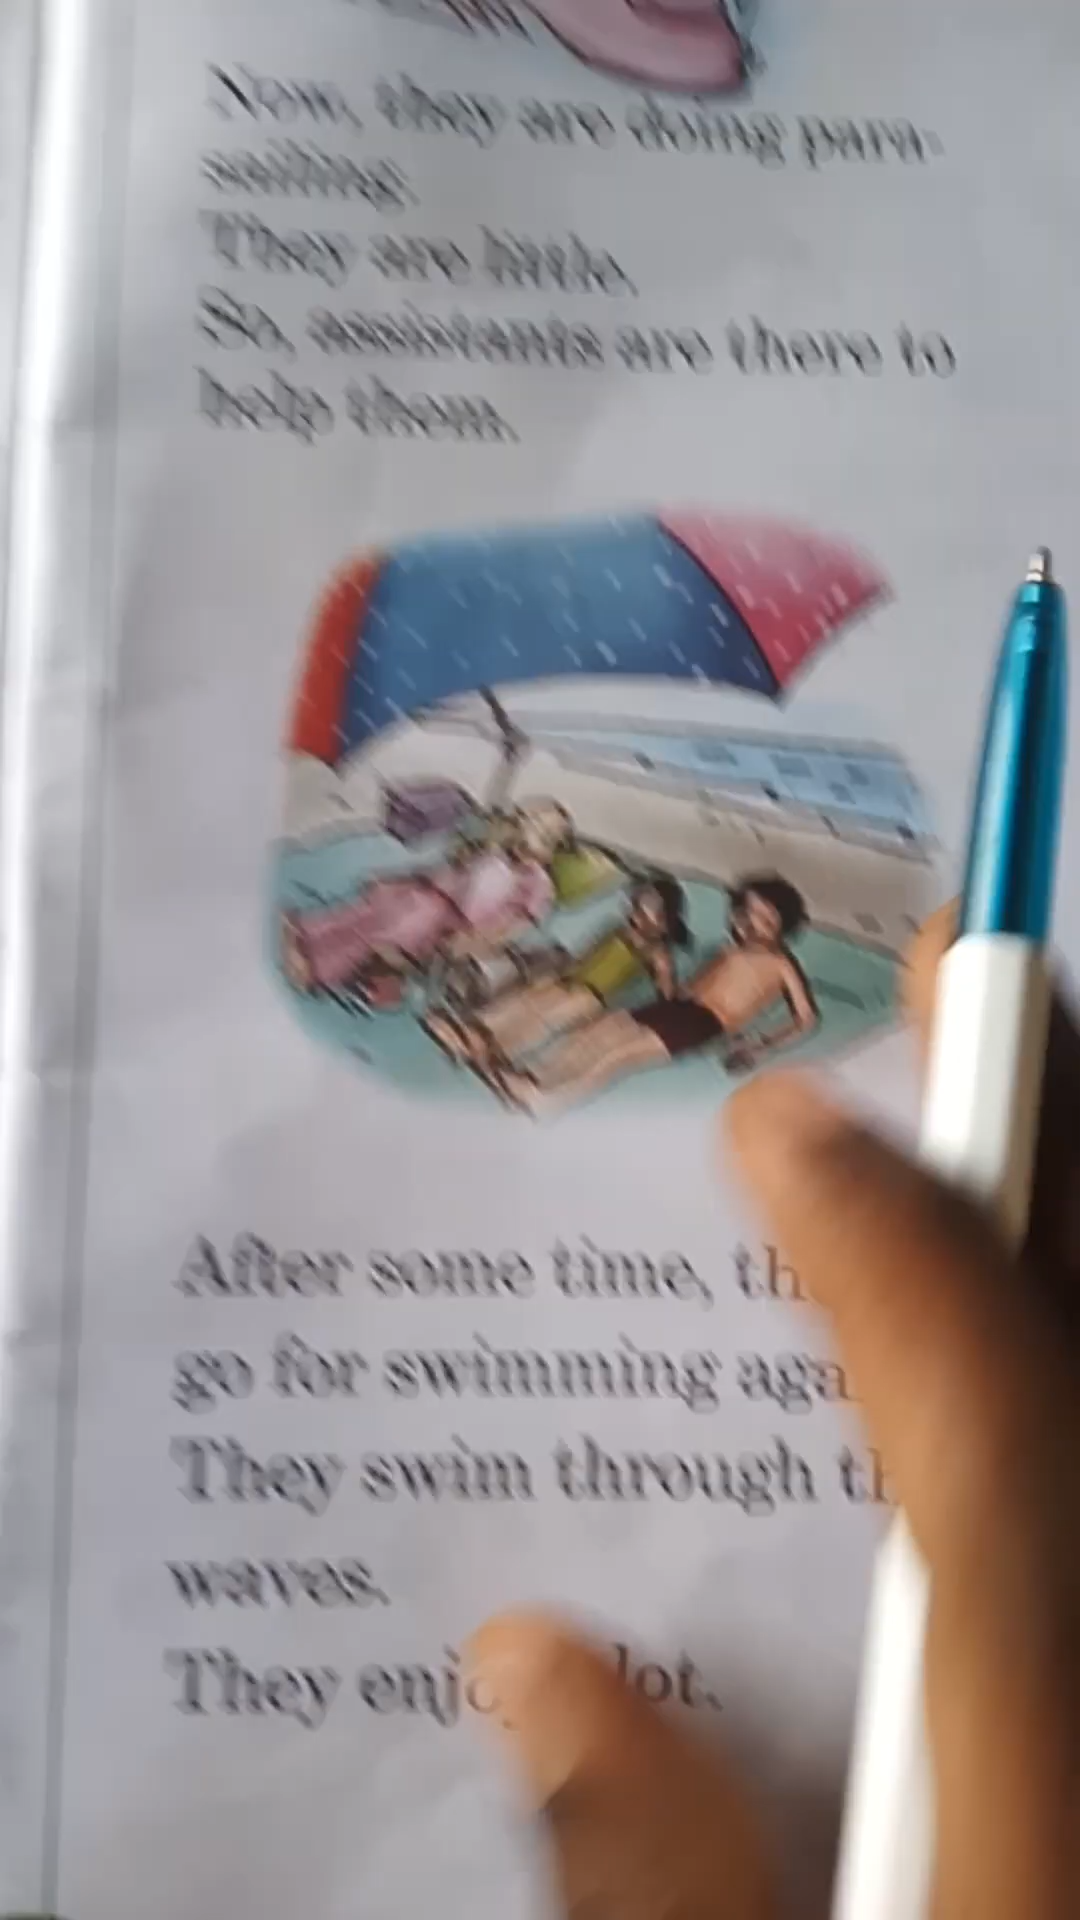 Now, they are doing para-
sailing.
They are little.
So, assistants are there to
help them.
After some time, th
go for swimming aga
They swim through th
waves.
They enjoy lot.